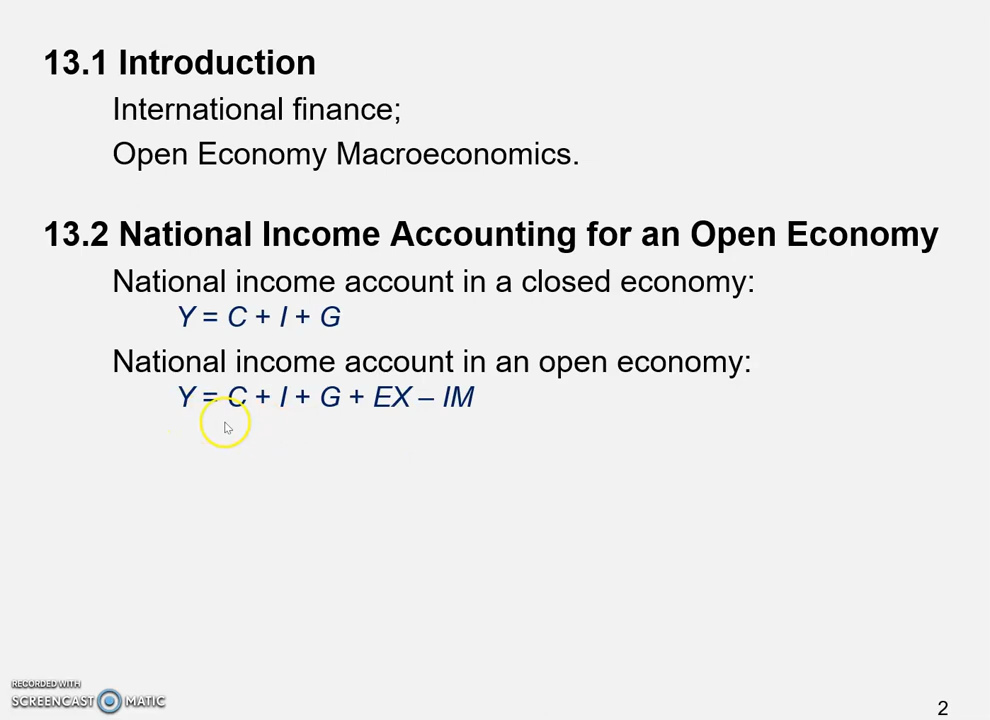 13.1 Introduction
International finance;
Open Economy Macroeconomics.
13.2 National Income Accounting for an Open Economy
National income account in a closed economy:
Y = C + I + G
National income account in an open economy:
Y = C + I + G + EX – IM
RECORDED WITH
SCREENCAST MATIC
2